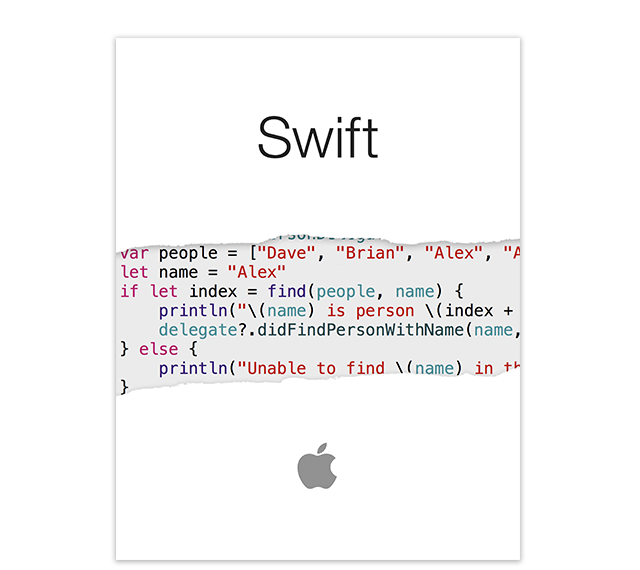 Swift
var people = ["Dave", "Brian", "Alex", "A
let name = "Alex"
if let index = find(people, name) {
println("\(name) is person \(index +
delegate?.didFindPersonWithName(name,
} else {
println("Unable to find \(name) in th
}